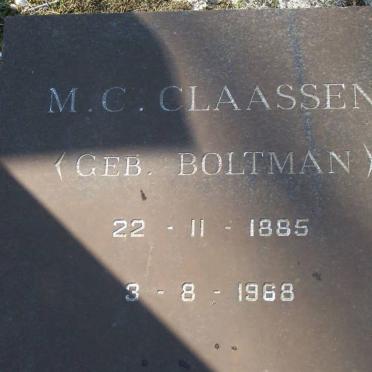 M. C. CLAASSEN
(GEB. BOLTMAN)
22 - 11 - 1885
3 - 8 - 1968